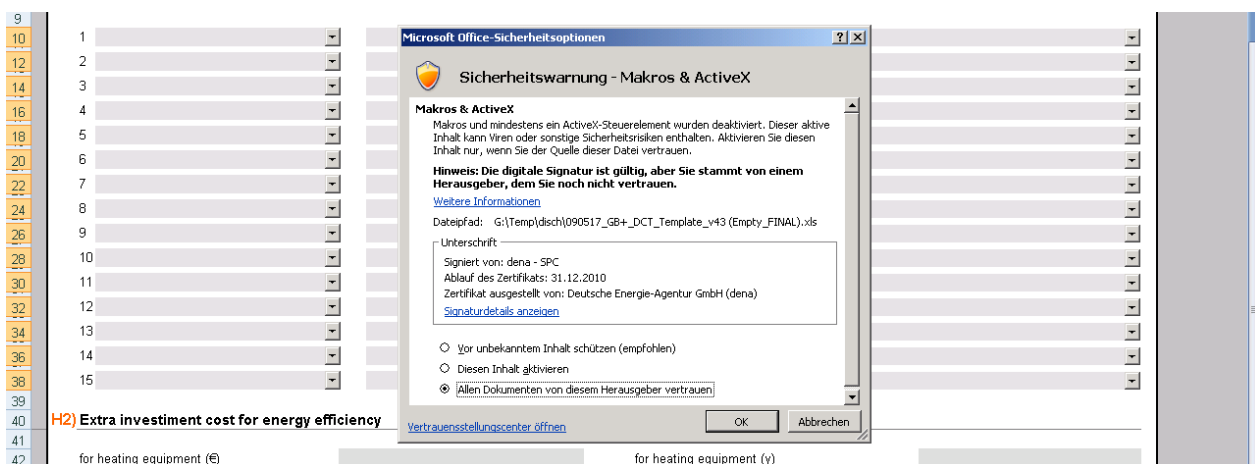 9
Microsoft Office-Sicherheitsoptionen
10 1
Sicherheitswarnung - Makros & ActiveX
12 2
14 3
Makros & ActiveX
16 4
Makros und mindestens ein ActiveX-Steuerelement wurden deaktiviert. Dieser aktive
Inhalt kann Viren oder sonstige Sicherheitsrisiken enthalten. Aktivieren Sie diesen
Inhalt nur, wenn Sie der Quelle dieser Datei vertrauen.
18 5
20 6
Hinweis: Die digitale Signatur ist gültig, aber Sie stammt von einem
Herausgeber, dem Sie noch nicht vertrauen.
22 7
Weitere Informationen
24 8
Dateipfad: G:\Temp\disch\090517_GB+_DCT_Template_v43 (Empty_FINAL).xls
26 9
Unterschrift
28 10
Signiert von: dena - SPC
Ablauf des Zertifikats: 31.12.2010
30 11
Zertifikat ausgestellt von: Deutsche Energie-Agentur GmbH (dena)
32 12
Signaturdetails anzeigen
34 13
36 14
Vor unbekanntem Inhalt schützen (empfohlen)
Diesen Inhalt aktivieren
38 15
Allen Dokumenten von diesem Herausgeber vertrauen
39
40 H2) Extra investiment cost for energy efficiency
Vertrauensstellungscenter öffnen OK Abbrechen
41
42 for heating equipment (€) for heating equipment (y)